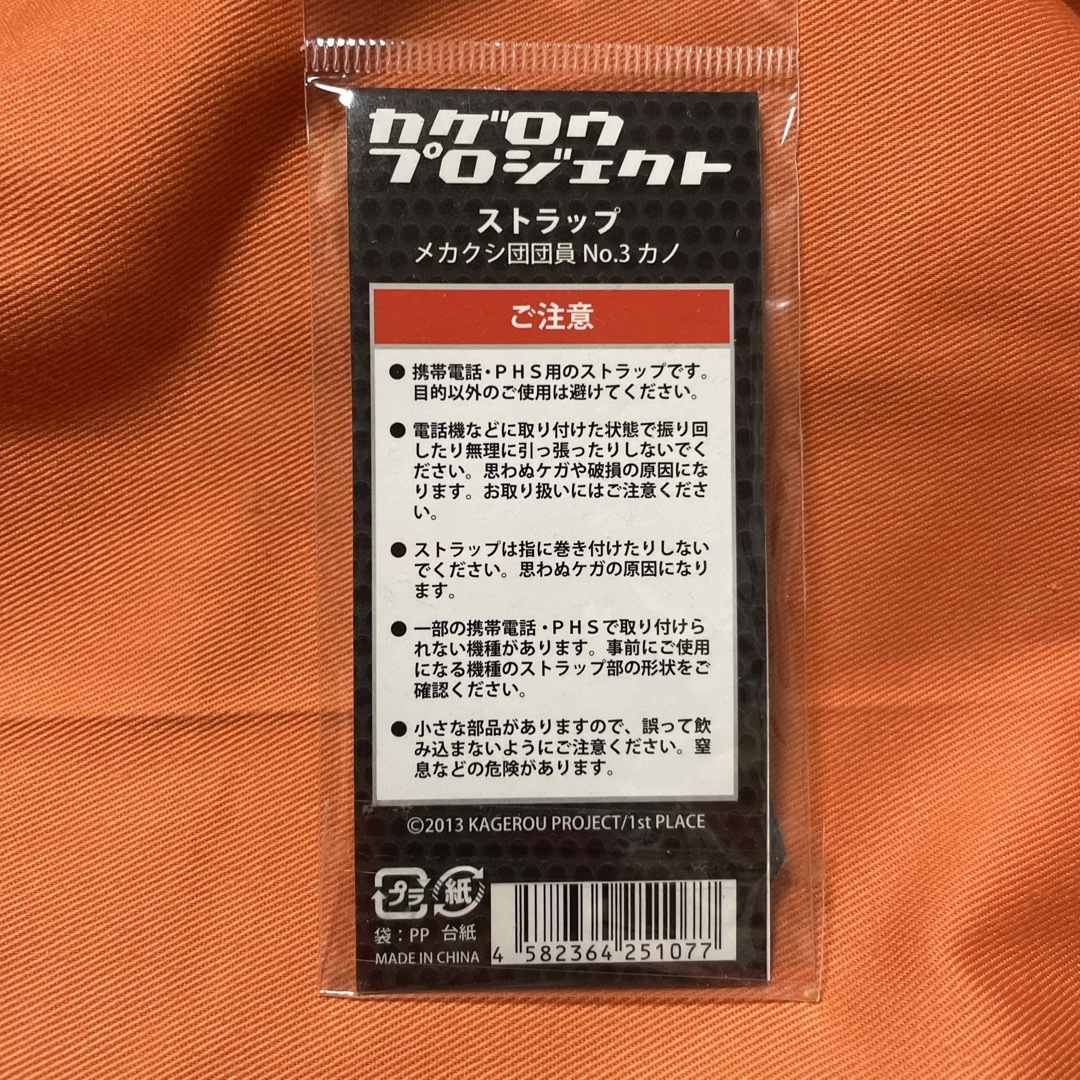 カゲロウ
プロジェクト
ストラップ
メカクシ団団員 No.3 カノ
ご注意
● 携帯電話・PHS用のストラップです。
目的以外のご使用は避けてください。
● 電話機などに取り付けた状態で振り回
したり無理に引っ張ったりしないでく
ださい。思わぬケガや破損の原因にな
ります。お取り扱いにはご注意くださ
い。
● ストラップは指に巻き付けたりしない
でください。思わぬケガの原因になり
ます。
● 一部の携帯電話・PHSで取り付けら
れない機種があります。事前にご使用
になる機種のストラップ部の形状をご
確認ください。
● 小さな部品がありますので、誤って飲
み込まないようにご注意ください。窒
息などの危険があります。
©2013 KAGEROU PROJECT/1st PLACE
プラ 紙
袋：PP 台紙
MADE IN CHINA
4 582364 251077